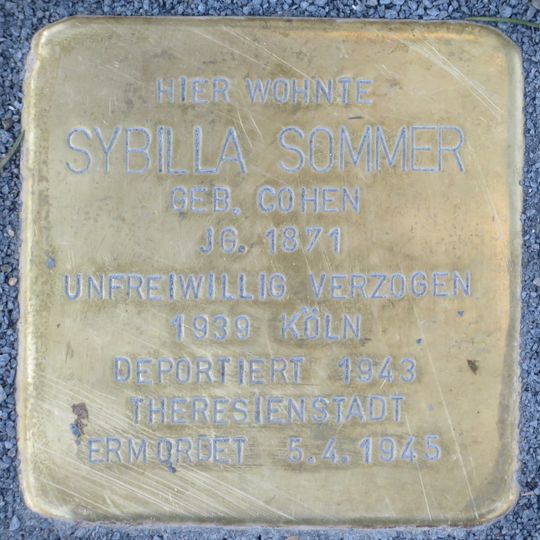 HIER WOHNTE
SYBILLA SOMMER
GEB. COHEN
JG. 1871
UNFREIWILLIG VERZOGEN
1939 KÖLN
DEPORTIERT 1943
THERESIENSTADT
ERMORDET 5.4.1945